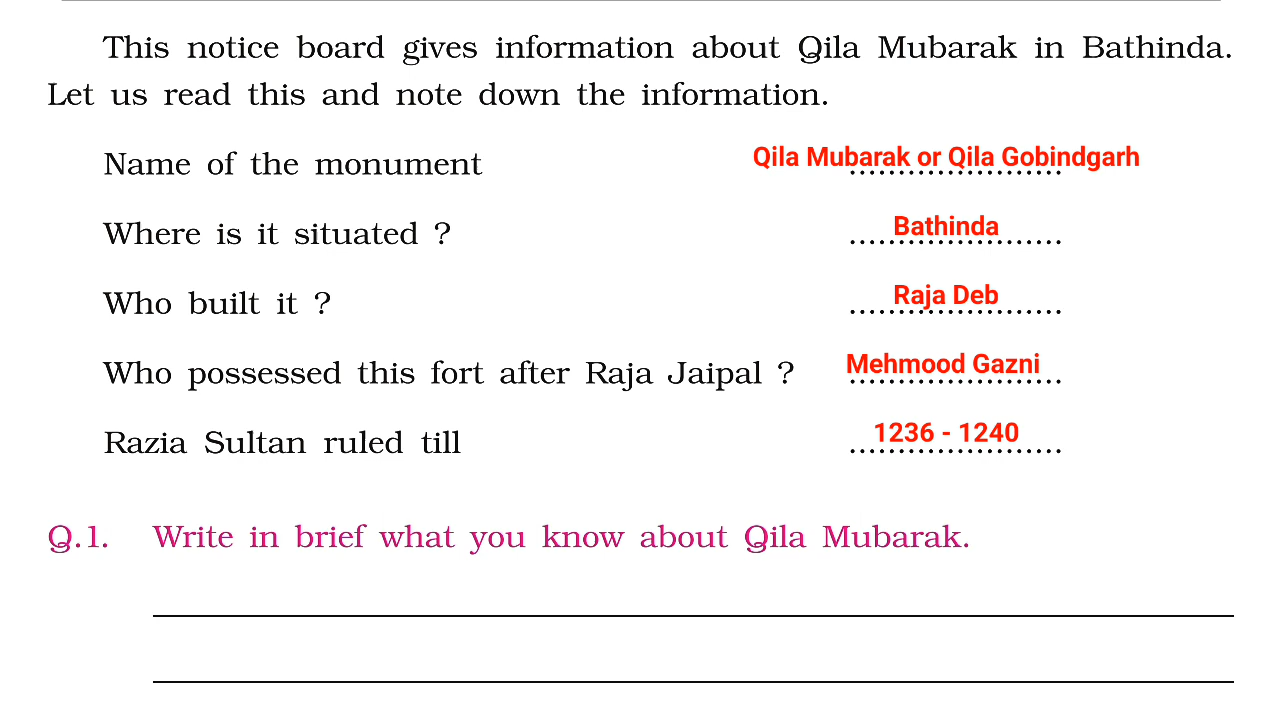 This notice board gives information about Qila Mubarak in Bathinda.
Let us read this and note down the information.
Name of the monument Qila Mubarak or Qila Gobindgarh
Where is it situated ? Bathinda
Who built it ? Raja Deb
Who possessed this fort after Raja Jaipal ? Mehmood Gazni
Razia Sultan ruled till 1236 - 1240
Q.1. Write in brief what you know about Qila Mubarak.